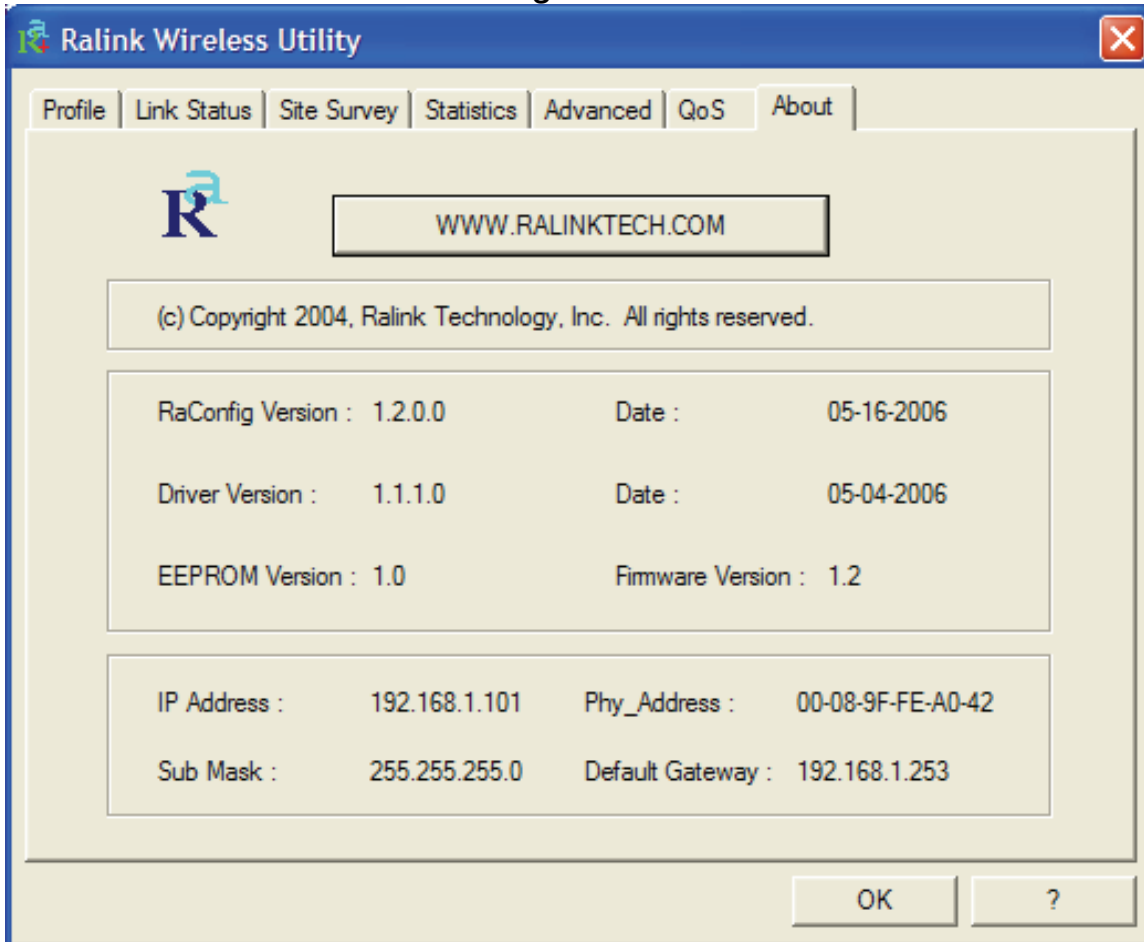 Ra Ralink Wireless Utility
Profile Link Status Site Survey Statistics Advanced QoS About
Ra WWW.RALINKTECH.COM
(c) Copyright 2004, Ralink Technology, Inc. All rights reserved.
RaConfig Version : 1.2.0.0 Date : 05-16-2006
Driver Version : 1.1.1.0 Date : 05-04-2006
EEPROM Version : 1.0 Firmware Version : 1.2
IP Address : 192.168.1.101 Phy_Address : 00-08-9F-FE-A0-42
Sub Mask : 255.255.255.0 Default Gateway : 192.168.1.253
OK ?